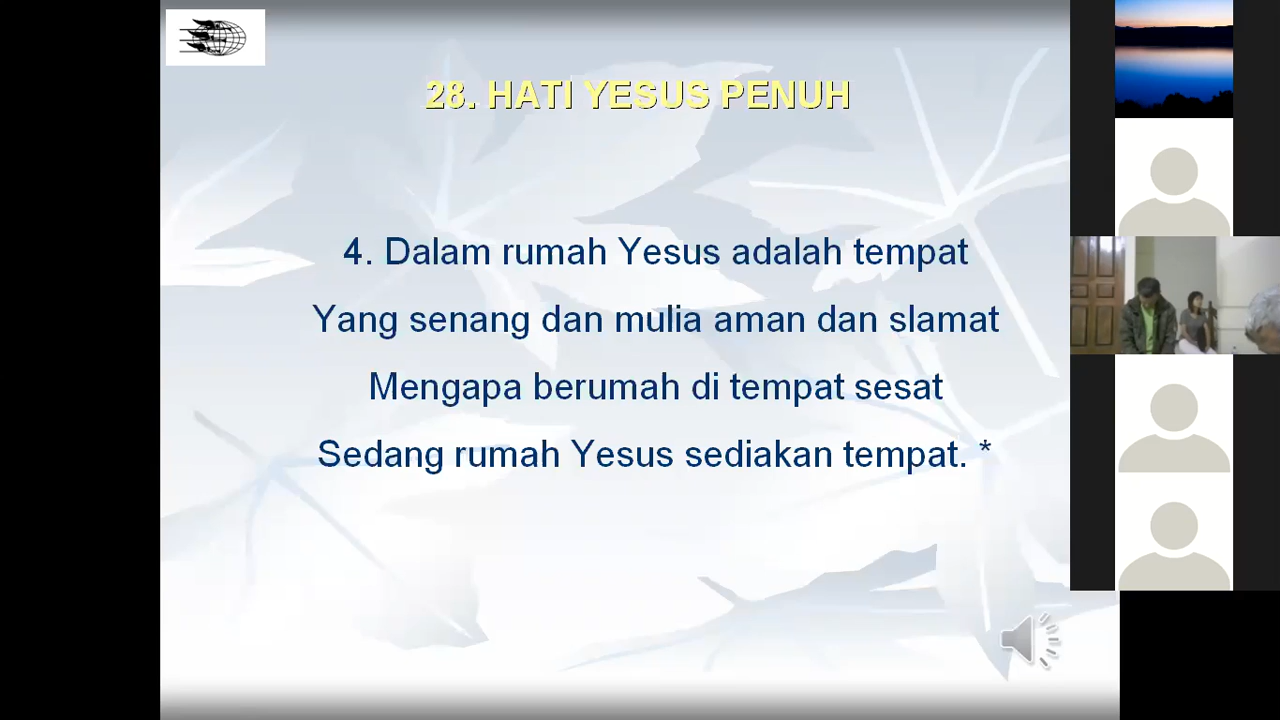 28. HATI YESUS PENUH
4. Dalam rumah Yesus adalah tempat
Yang senang dan mulia aman dan slamat
Mengapa berumah di tempat sesat
Sedang rumah Yesus sediakan tempat. *